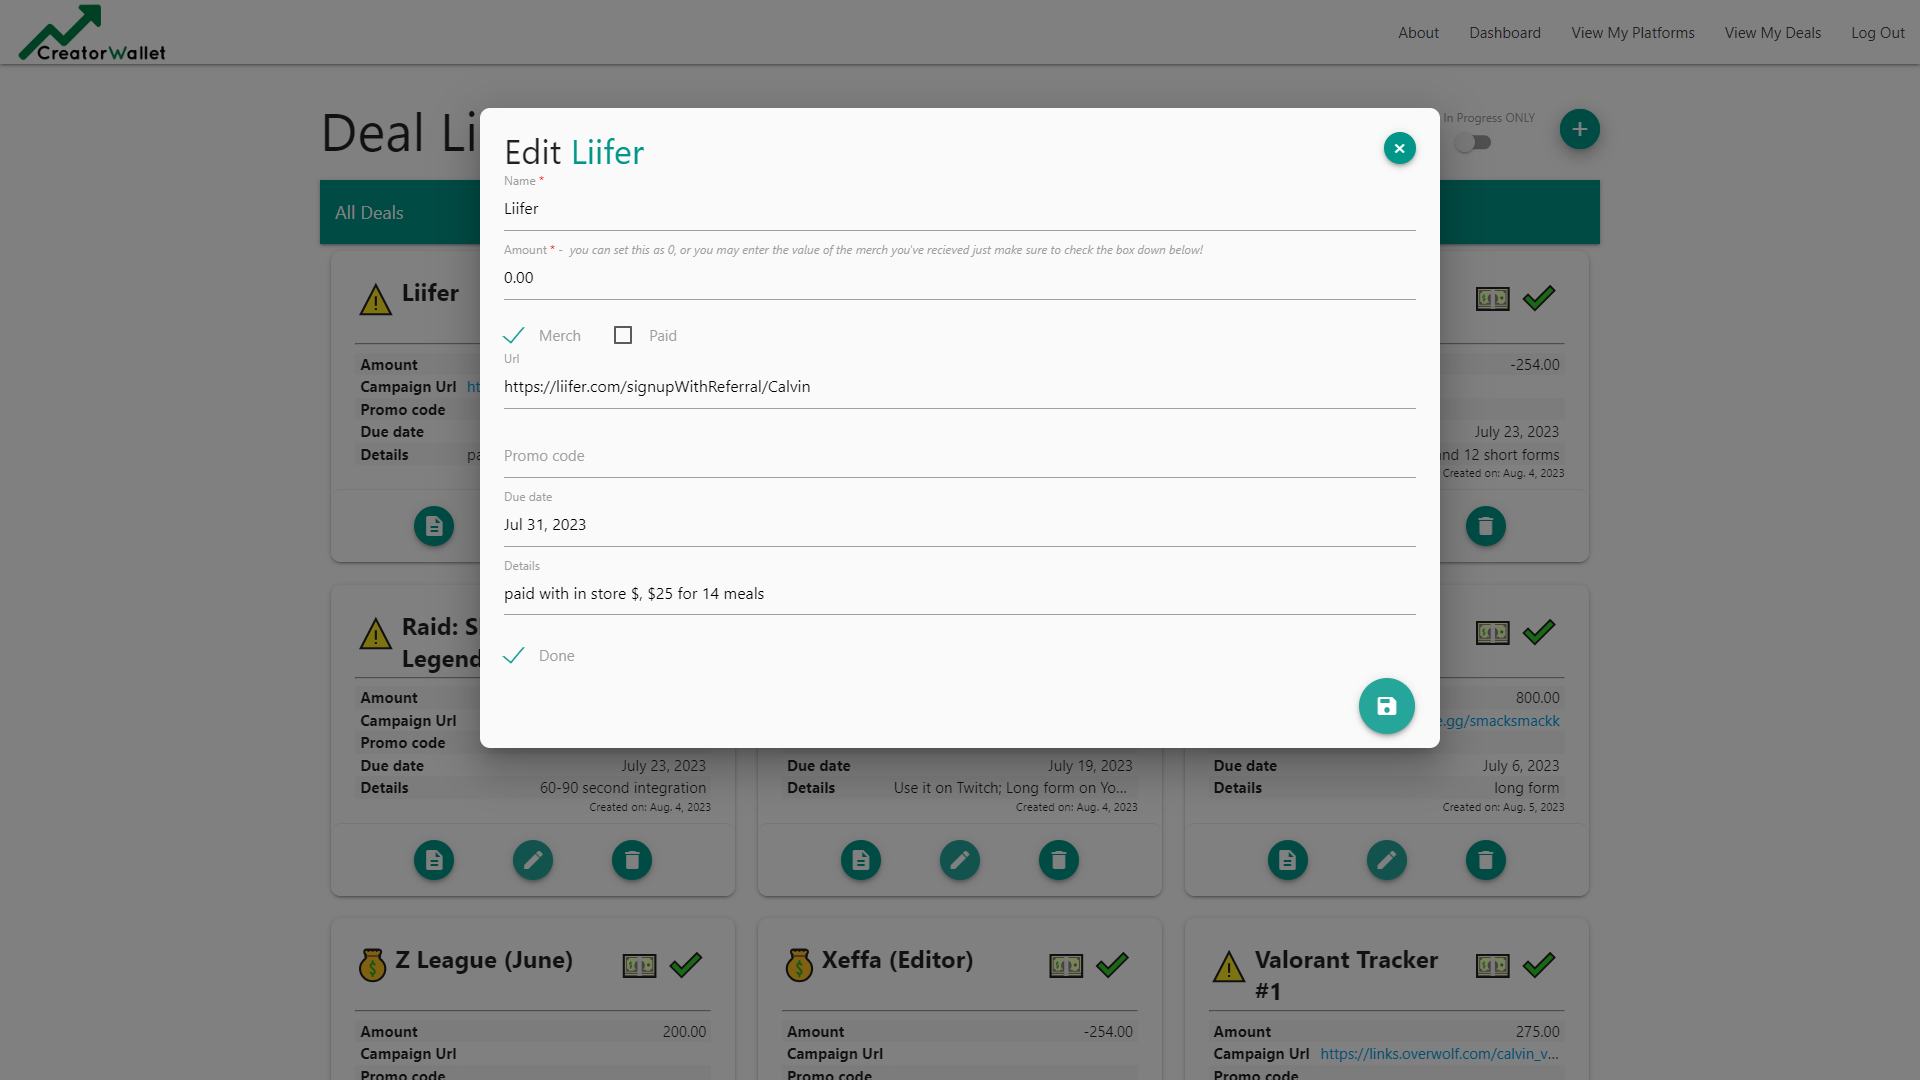 CreatorWallet
About Dashboard View My Platforms View My Deals Log Out
Deal Li
In Progress ONLY
All Deals
Edit Liifer
Name *
Liifer
Amount * - you can set this as 0, or you may enter the value of the merch you've recieved just make sure to check the box down below!
0.00
Merch Paid
Url
https://liifer.com/signupWithReferral/Calvin
Promo code
Due date
Jul 31, 2023
Details
paid with in store $, $25 for 14 meals
Done
Liifer
Amount
Campaign Url ht
Promo code
Due date
Details pa
-254.00
July 23, 2023
nd 12 short forms
Created on: Aug. 4, 2023
Raid: S
Legend
Amount
Campaign Url
Promo code
Due date July 23, 2023
Details 60-90 second integration
Created on: Aug. 4, 2023
Due date July 19, 2023
Details Use it on Twitch; Long form on Yo...
Created on: Aug. 4, 2023
800.00
e.gg/smacksmackk
Due date July 6, 2023
Details long form
Created on: Aug. 5, 2023
Z League (June)
Amount 200.00
Campaign Url
Promo code
Xeffa (Editor)
Amount -254.00
Campaign Url
Promo code
Valorant Tracker
#1
Amount 275.00
Campaign Url https://links.overwolf.com/calvin_v...
Promo code